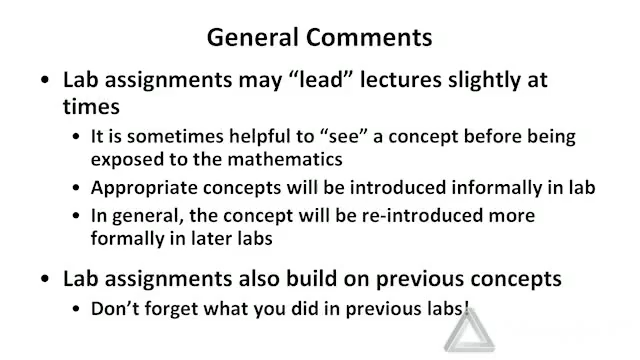 General Comments
• Lab assignments may “lead” lectures slightly at
times
• It is sometimes helpful to “see” a concept before being
exposed to the mathematics
• Appropriate concepts will be introduced informally in lab
• In general, the concept will be re-introduced more
formally in later labs
• Lab assignments also build on previous concepts
• Don’t forget what you did in previous labs!